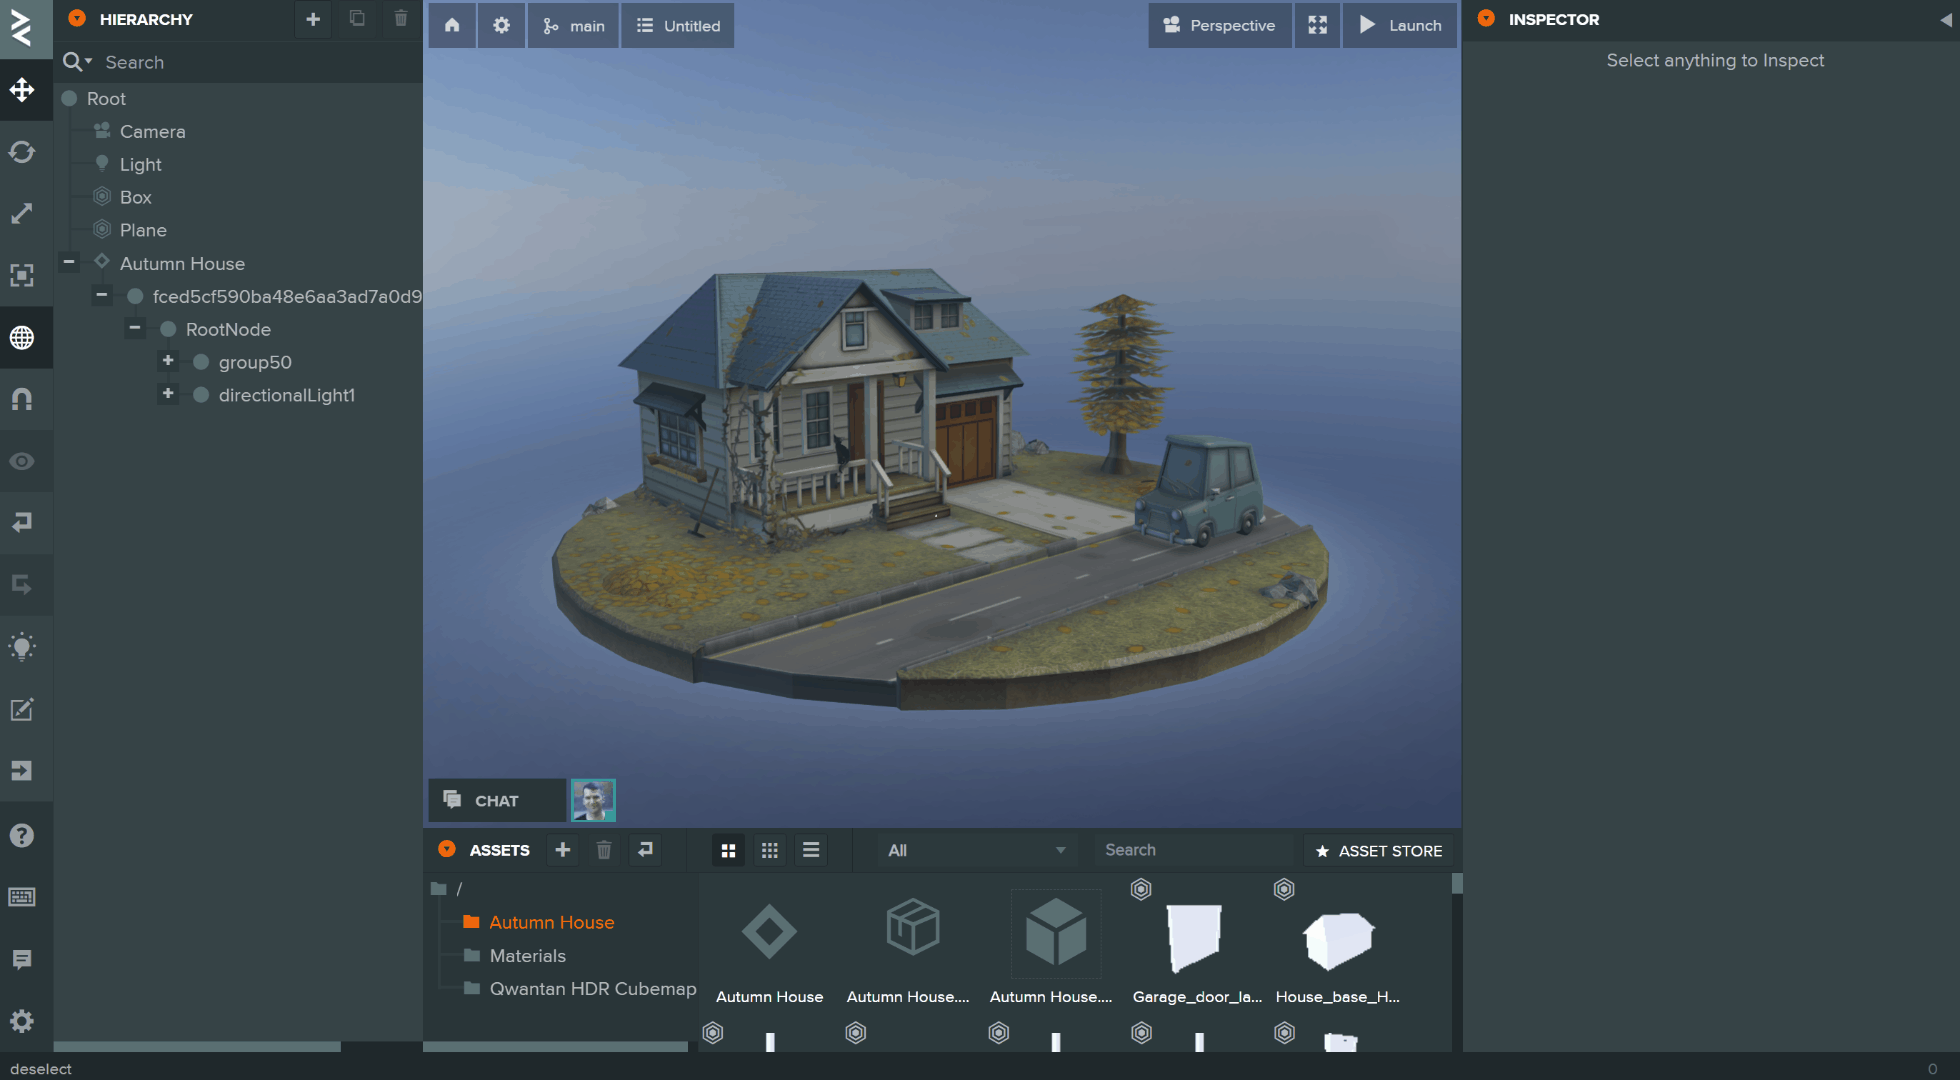 HIERARCHY
Search
Root
Camera
Light
Box
Plane
Autumn House
fced5cf590ba48e6aa3ad7a0d9
RootNode
group50
directionalLight1
main
Untitled
Perspective
Launch
INSPECTOR
Select anything to Inspect
CHAT
ASSETS
All
Search
ASSET STORE
/
Autumn House
Materials
Qwantan HDR Cubemap
Autumn House
Autumn House....
Autumn House....
Garage_door_la...
House_base_H...
deselect
0